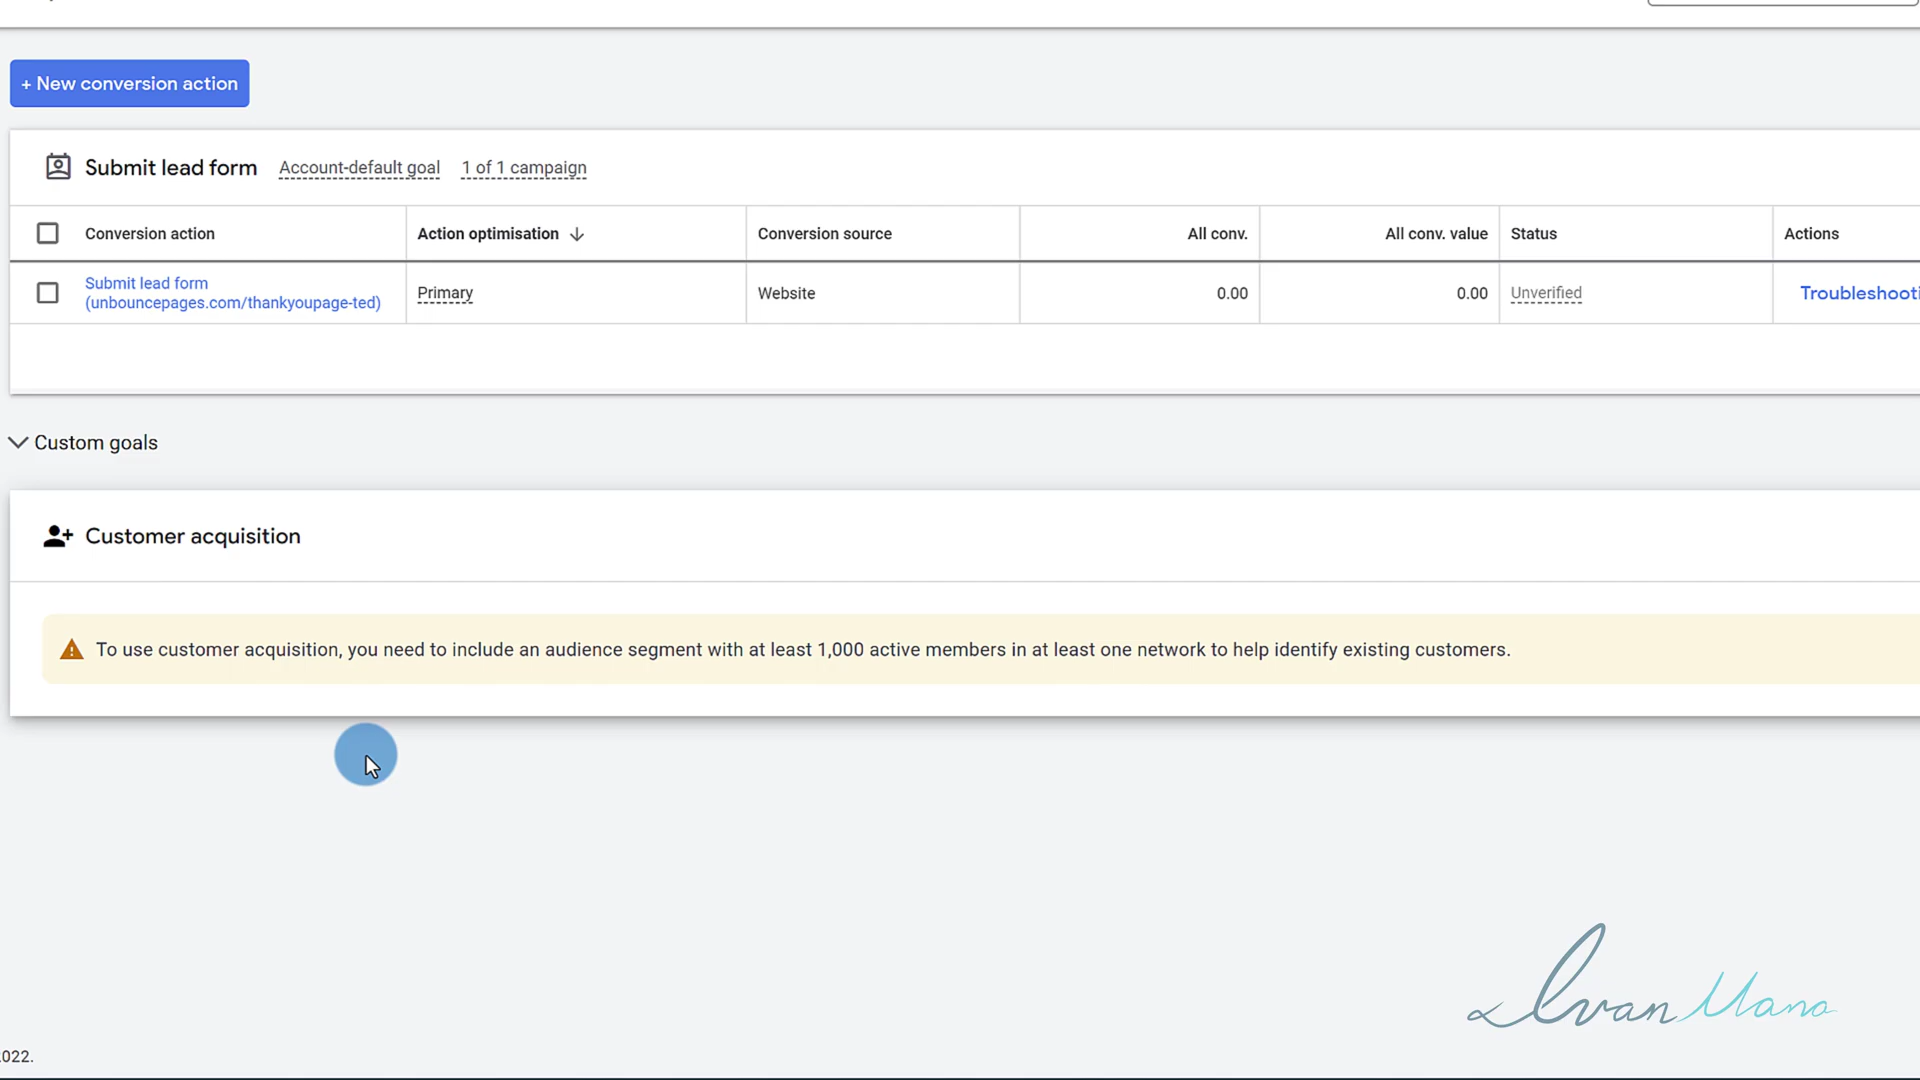 + New conversion action
Submit lead form Account-default goal 1 of 1 campaign
Conversion action Action optimisation Conversion source All conv. All conv. value Status Actions
Submit lead form
(unbouncepages.com/thankyoupage-ted) Primary Website 0.00 0.00 Unverified Troubleshooti
Custom goals
Customer acquisition
To use customer acquisition, you need to include an audience segment with at least 1,000 active members in at least one network to help identify existing customers.
Ivan Mana
2022.